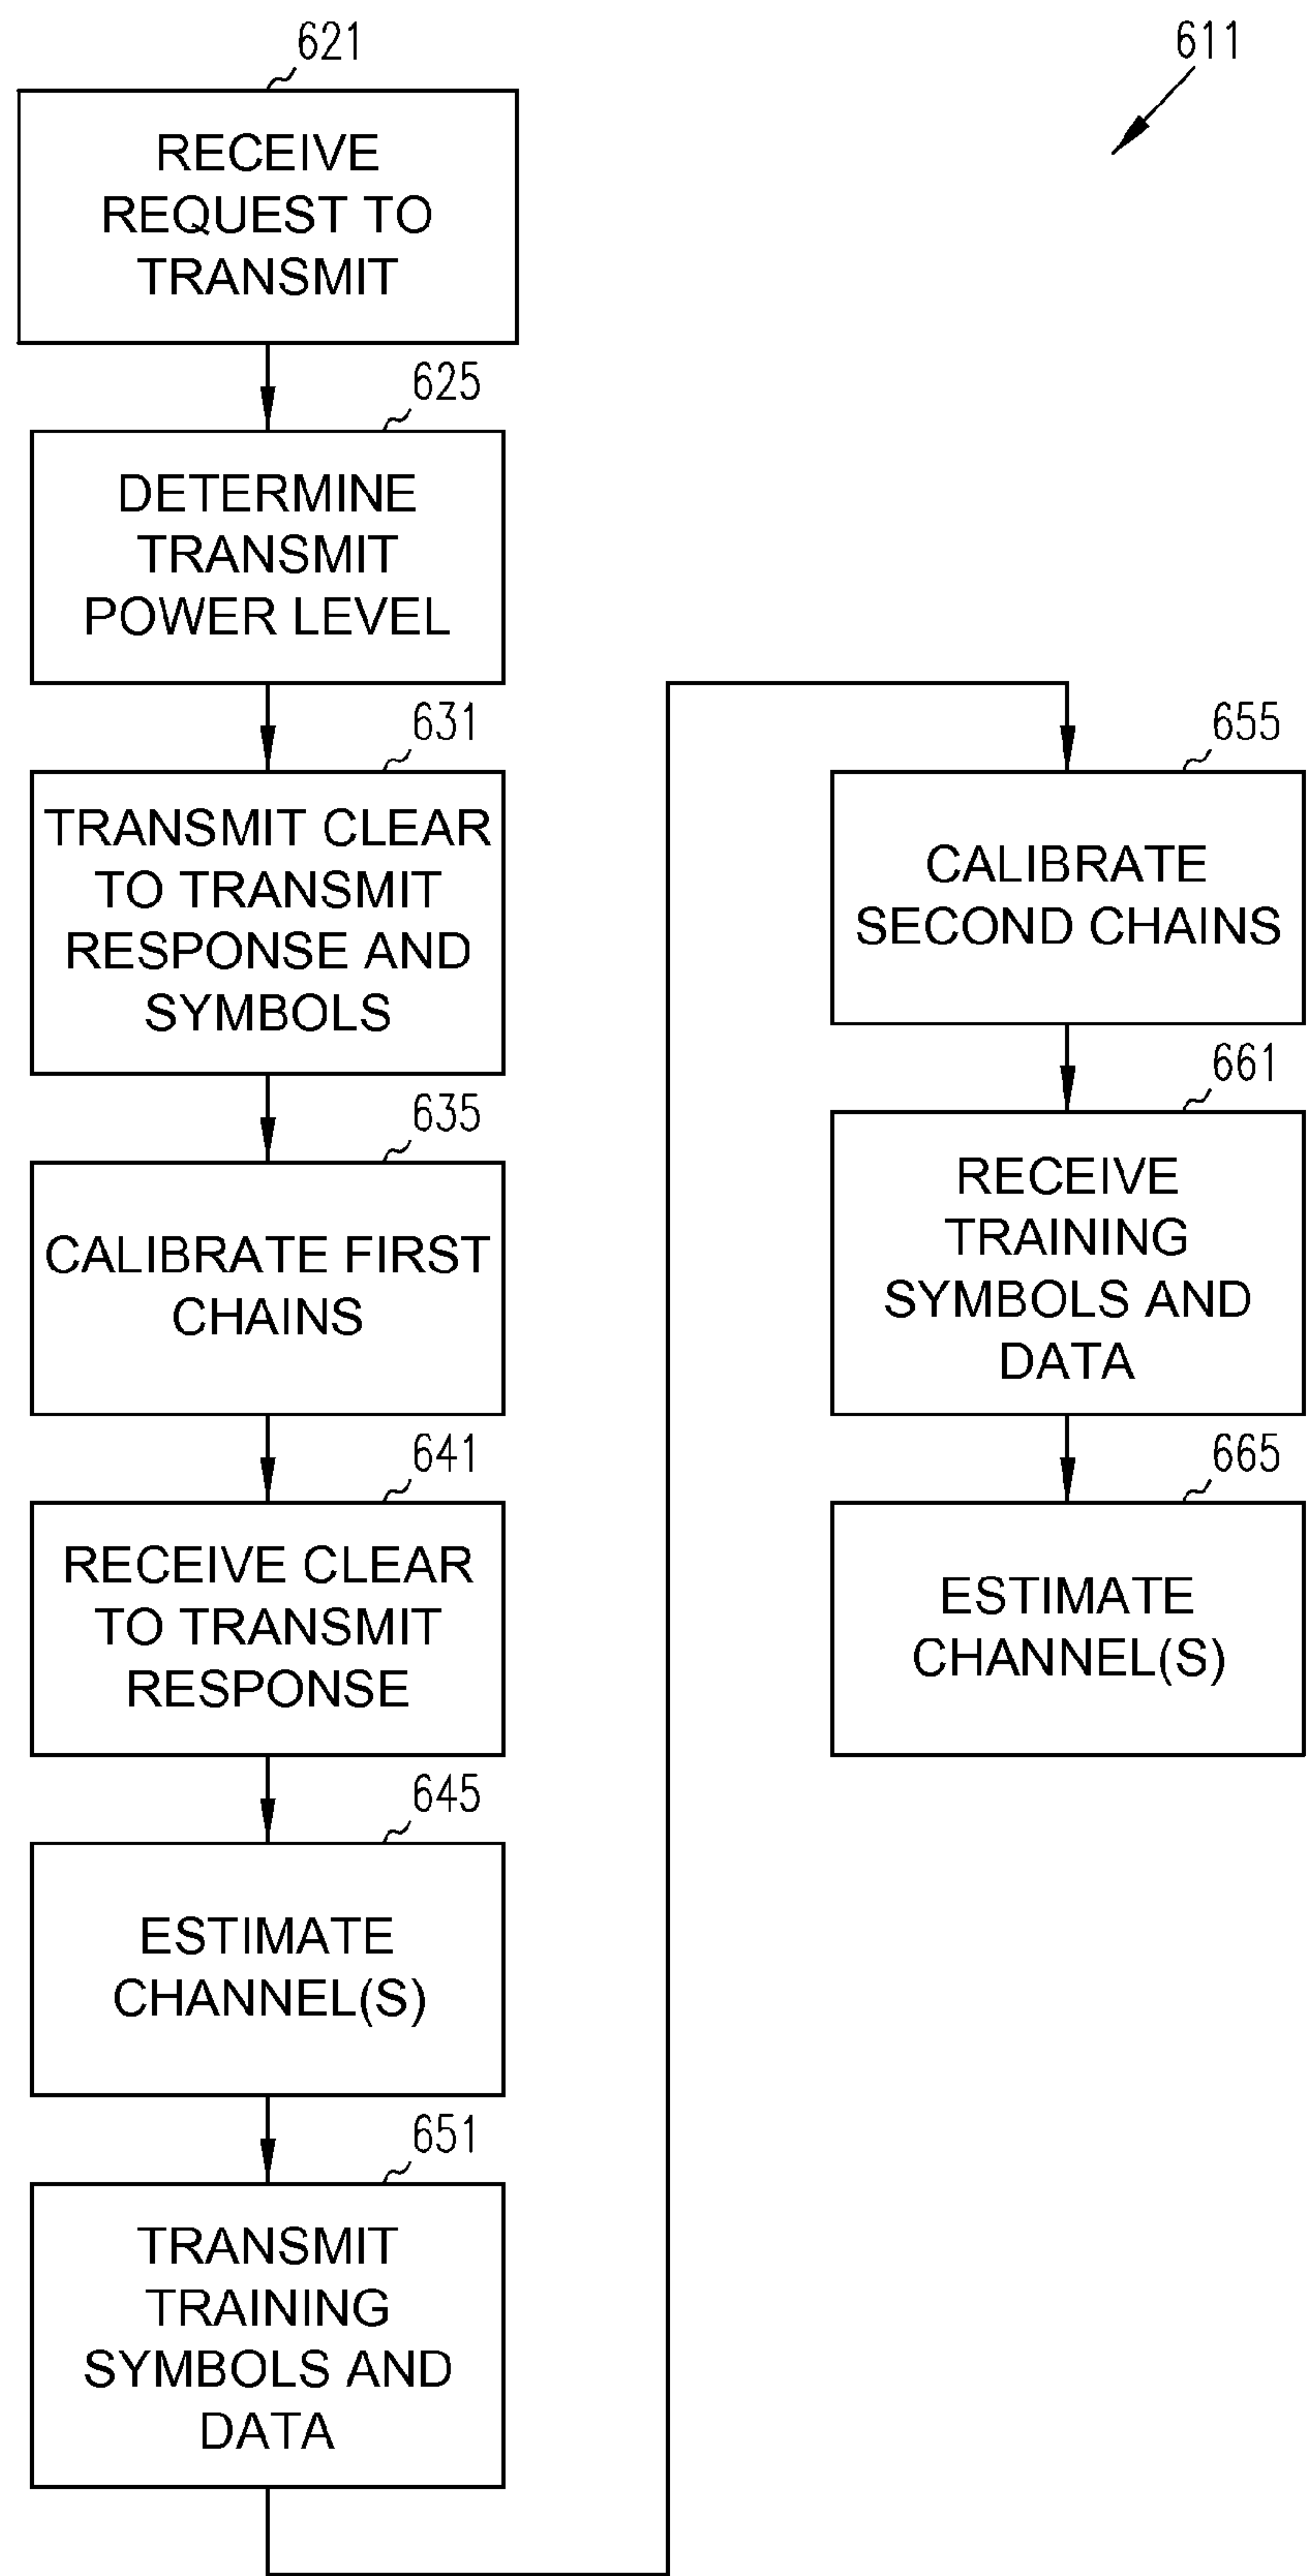 621
RECEIVE
REQUEST TO
TRANSMIT
611
625
DETERMINE
TRANSMIT
POWER LEVEL
631
TRANSMIT CLEAR
TO TRANSMIT
RESPONSE AND
SYMBOLS
635
CALIBRATE FIRST
CHAINS
641
RECEIVE CLEAR
TO TRANSMIT
RESPONSE
645
ESTIMATE
CHANNEL(S)
651
TRANSMIT
TRAINING
SYMBOLS AND
DATA
655
CALIBRATE
SECOND CHAINS
661
RECEIVE
TRAINING
SYMBOLS AND
DATA
665
ESTIMATE
CHANNEL(S)